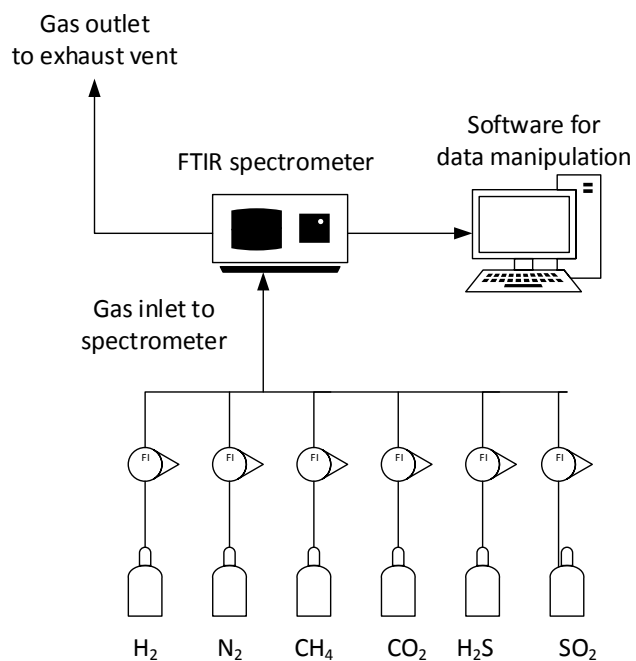 Gas outlet
to exhaust vent
Software for
data manipulation
FTIR spectrometer
Gas inlet to
spectrometer
FI FI FI FI FI FI
H₂ N₂ CH₄ CO₂ H₂S SO₂